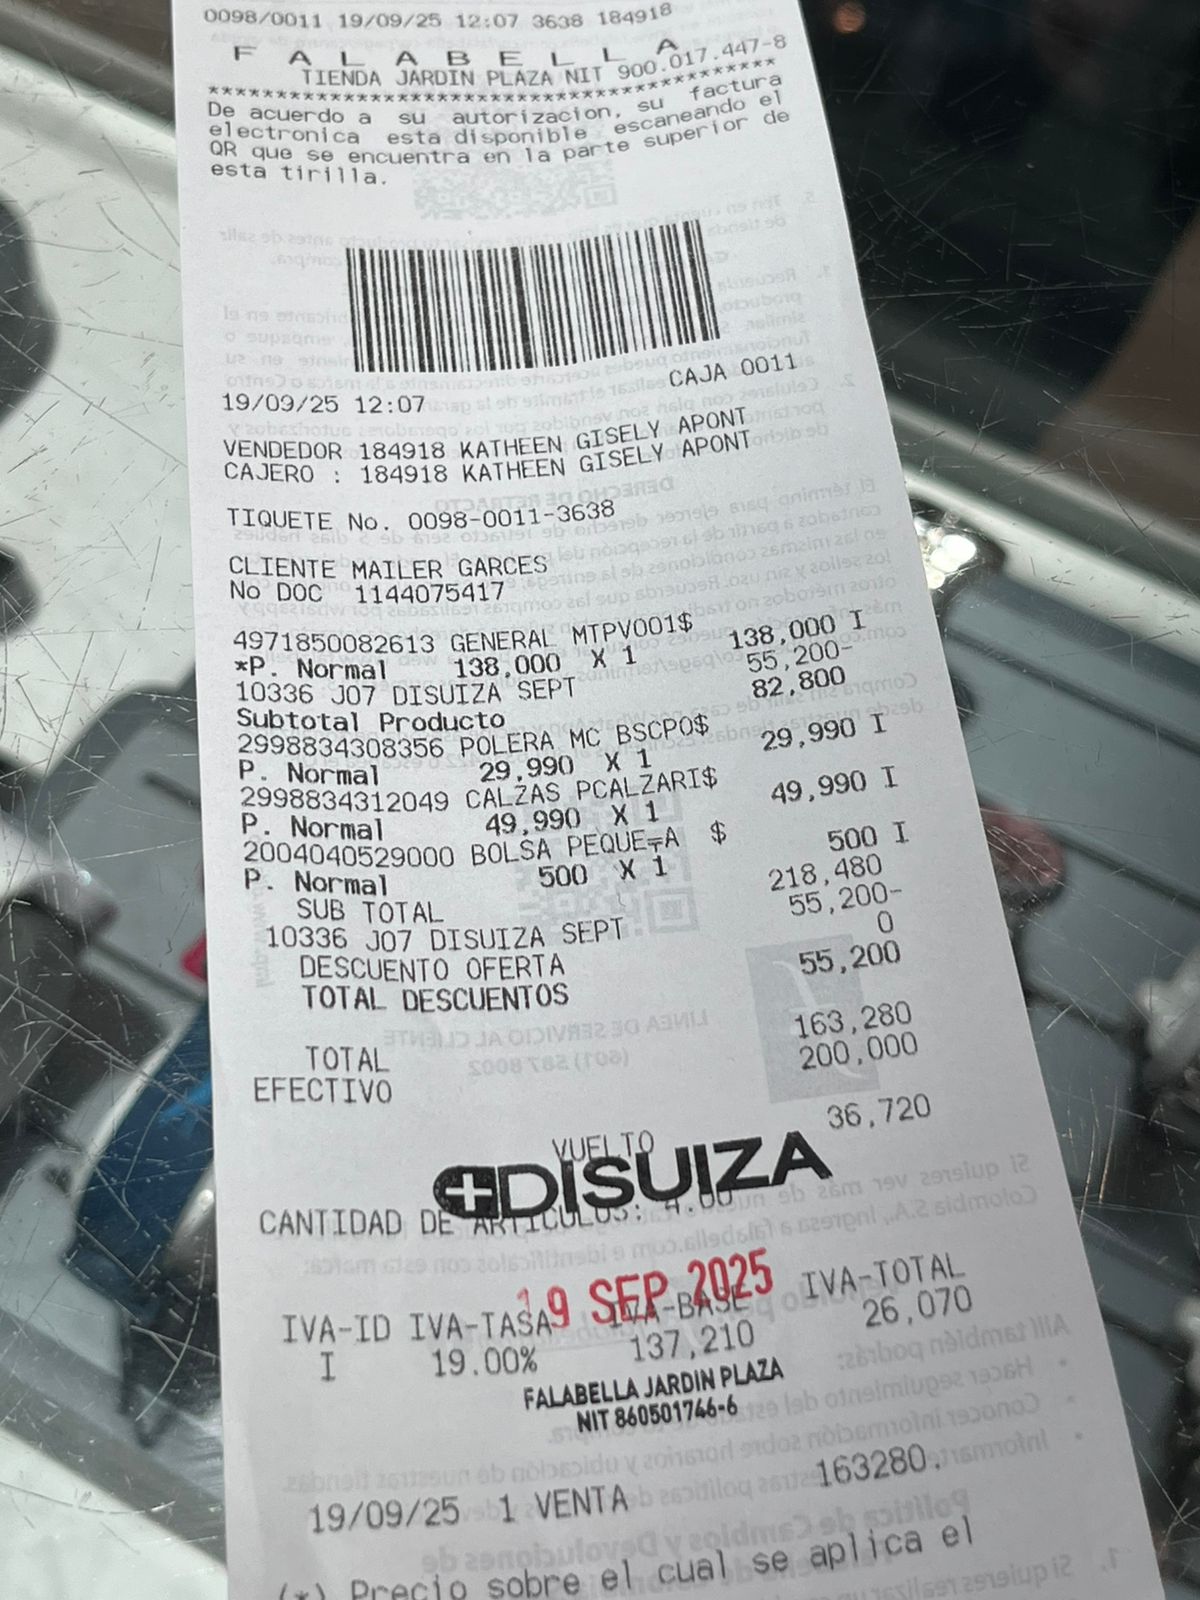 0098/0011 19/09/25 12:07 3638 184918
F A L A B E L L A
TIENDA JARDIN PLAZA NIT 900.017.447-8
****************************************
De acuerdo a su autorizacion, su factura
electronica esta disponible escaneando el
QR que se encuentra en la parte superior de
esta tirilla.
CAJA 0011
19/09/25 12:07
VENDEDOR 184918 KATHEEN GISELY APONT
CAJERO : 184918 KATHEEN GISELY APONT
TIQUETE No. 0098-0011-3638
CLIENTE MAILER GARCES
No DOC 1144075417
4971850082613 GENERAL MTPV001$ 138,000 I
*P. Normal 138,000 X 1
10336 J07 DISUIZA SEPT 55,200-
Subtotal Producto 82,800
2998834308356 POLERA MC BSCPO$ 29,990 I
P. Normal 29,990 X 1
2998834312049 CALZAS PCALZARI$ 49,990 I
P. Normal 49,990 X 1
2004040529000 BOLSA PEQUE╤A $ 500 I
P. Normal 500 X 1
SUB TOTAL 218,480
10336 J07 DISUIZA SEPT 55,200-
DESCUENTO OFERTA 0
TOTAL DESCUENTOS 55,200
TOTAL 163,280
EFECTIVO 200,000
VUELTO 36,720
DISUIZA
CANTIDAD DE ARTICULOS: 4.00
19 SEP 2025
IVA-ID IVA-TASA IVA-BASE IVA-TOTAL
I 19.00% 137,210 26,070
FALABELLA JARDIN PLAZA
NIT 860501746-6
19/09/25 1 VENTA 163280.
(*) Precio sobre el cual se aplica el